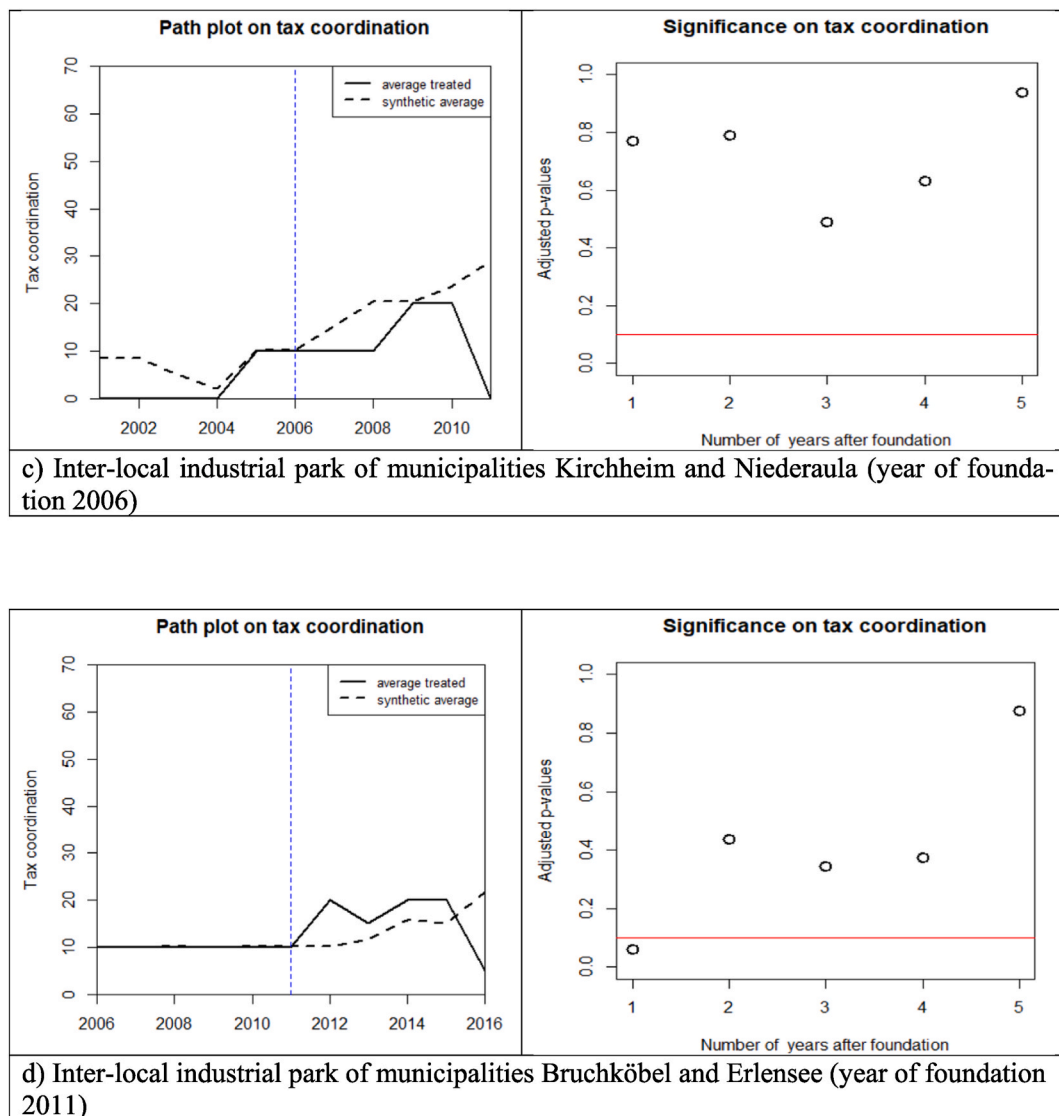 Path plot on tax coordination
average treated
synthetic average
Tax coordination
70
60
50
40
30
20
10
0
2002 2004 2006 2008 2010
Significance on tax coordination
Adjusted p-values
1.0
0.8
0.6
0.4
0.2
0.0
1 2 3 4 5
Number of years after foundation
c) Inter-local industrial park of municipalities Kirchheim and Niederaula (year of founda-
tion 2006)
Path plot on tax coordination
average treated
synthetic average
Tax coordination
70
60
50
40
30
20
10
0
2006 2008 2010 2012 2014 2016
Significance on tax coordination
Adjusted p-values
1.0
0.8
0.6
0.4
0.2
0.0
1 2 3 4 5
Number of years after foundation
d) Inter-local industrial park of municipalities Bruchköbel and Erlensee (year of foundation
2011)